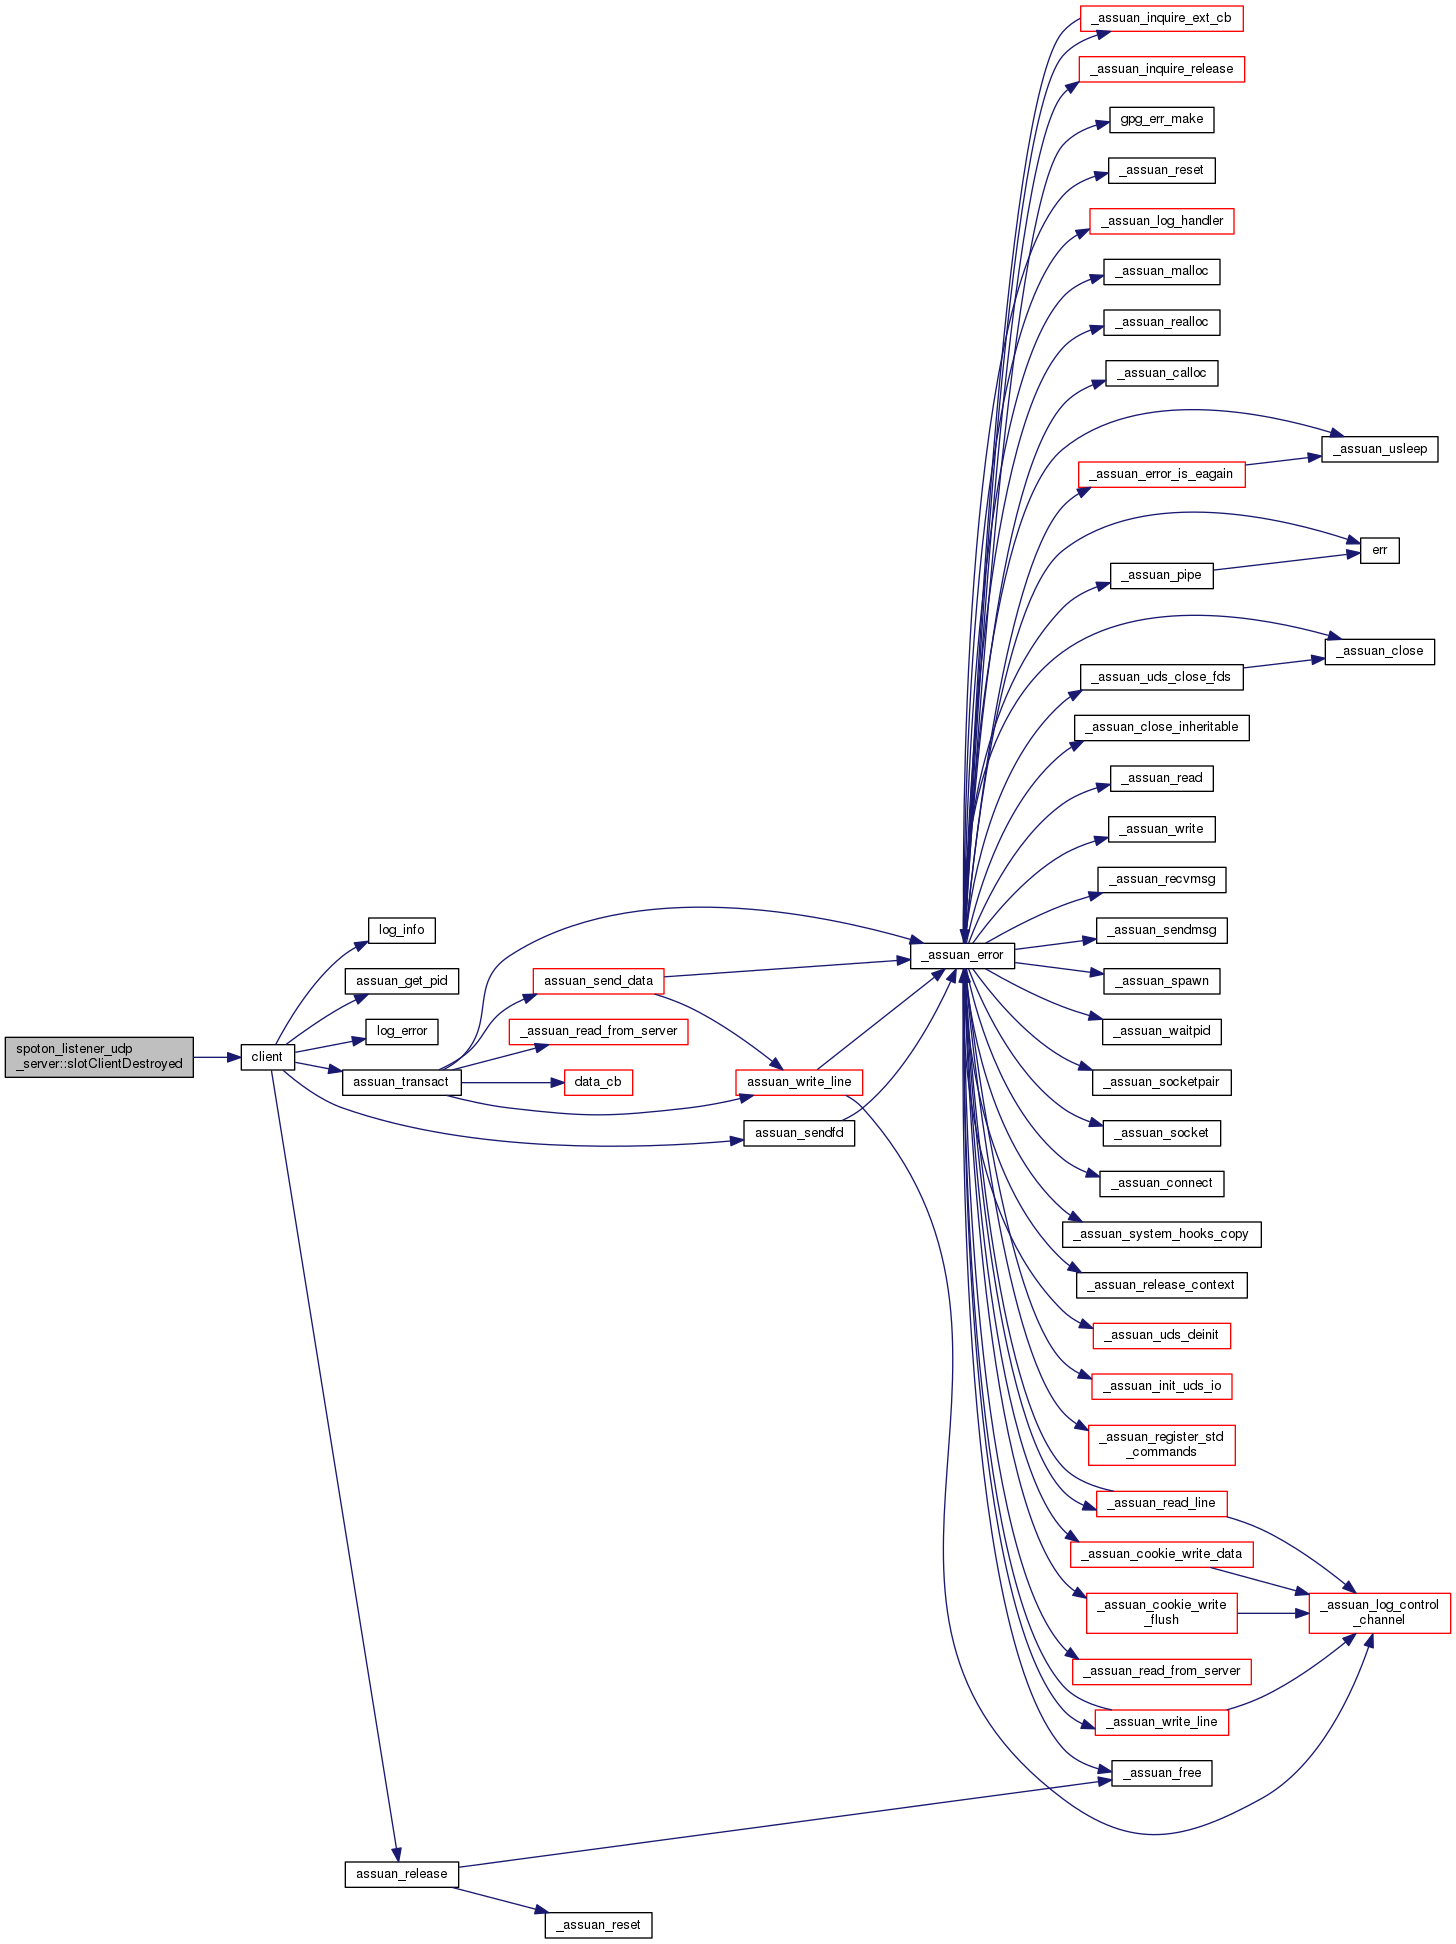 _assuan_inquire_ext_cb
_assuan_inquire_release
gpg_err_make
_assuan_reset
_assuan_log_handler
_assuan_malloc
_assuan_realloc
_assuan_calloc
_assuan_usleep
_assuan_error_is_eagain
err
_assuan_pipe
_assuan_close
_assuan_uds_close_fds
_assuan_close_inheritable
_assuan_read
_assuan_write
_assuan_recvmsg
log_info
_assuan_sendmsg
_assuan_error
assuan_get_pid
assuan_send_data
_assuan_spawn
log_error
_assuan_read_from_server
_assuan_waitpid
spoton_listener_udp
_server::slotClientDestroyed
client
assuan_transact
data_cb
assuan_write_line
_assuan_socketpair
assuan_sendfd
_assuan_socket
_assuan_connect
_assuan_system_hooks_copy
_assuan_release_context
_assuan_uds_deinit
_assuan_init_uds_io
_assuan_register_std
_commands
_assuan_read_line
_assuan_cookie_write_data
_assuan_cookie_write
_flush
_assuan_log_control
_channel
_assuan_read_from_server
_assuan_write_line
_assuan_free
assuan_release
_assuan_reset